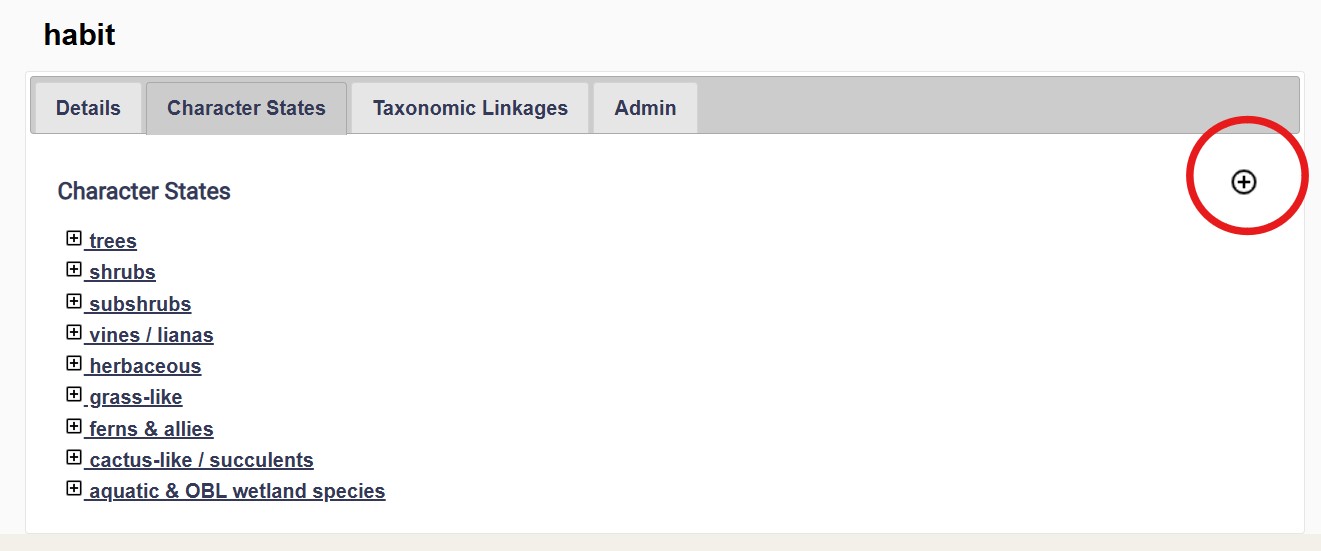 habit
Details Character States Taxonomic Linkages Admin
Character States
trees
shrubs
subshrubs
vines / lianas
herbaceous
grass-like
ferns & allies
cactus-like / succulents
aquatic & OBL wetland species